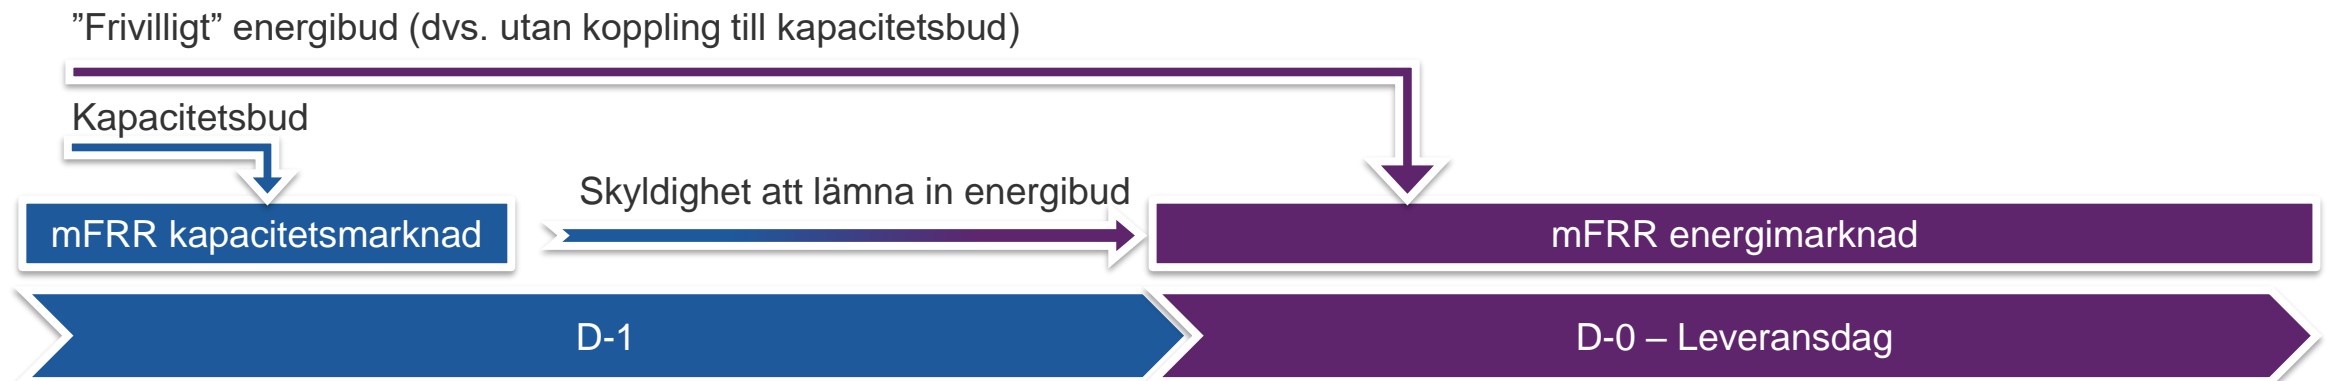 ”Frivilligt” energibud (dvs. utan koppling till kapacitetsbud)
Kapacitetsbud
Skyldighet att lämna in energibud
mFRR kapacitetsmarknad
mFRR energimarknad
D-1
D-0 – Leveransdag